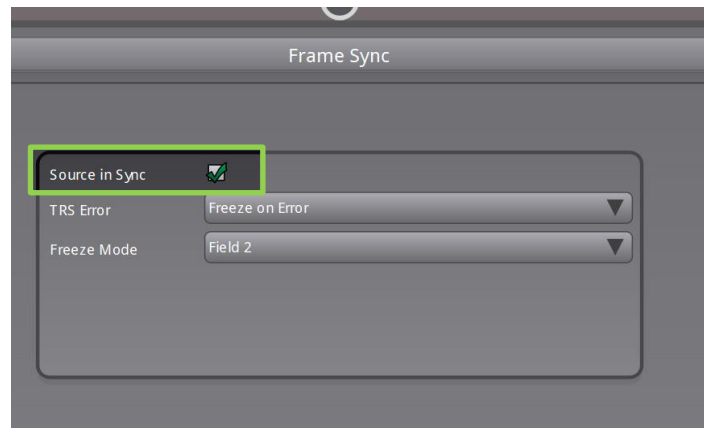 Frame Sync
Source in Sync
TRS Error Freeze on Error
Freeze Mode Field 2